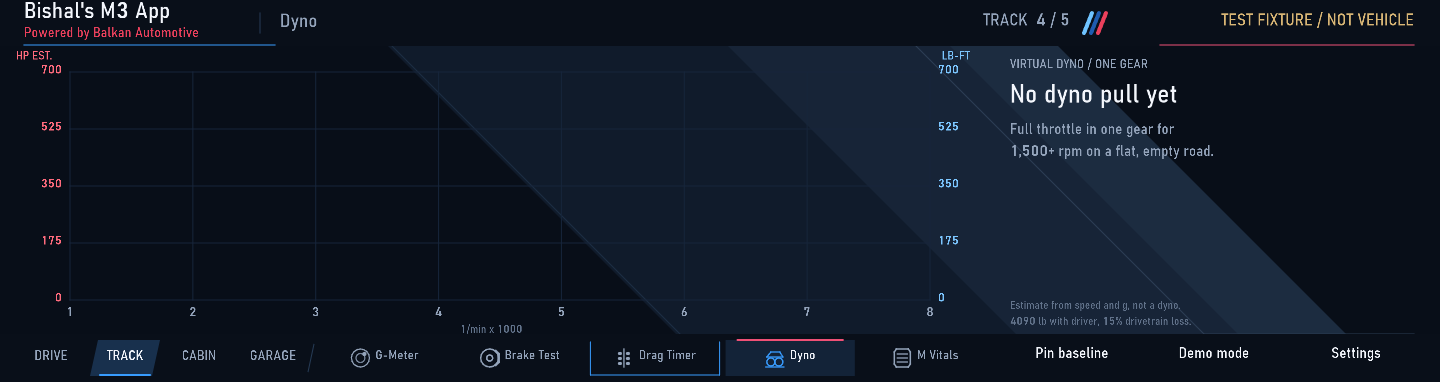 Bishal's M3 App
Powered by Balkan Automotive
Dyno
TRACK 4 / 5
TEST FIXTURE / NOT VEHICLE
HP EST.
700
525
350
175
0
LB-FT
700
525
350
175
0
1 2 3 4 5 6 7 8
1/min x 1000
VIRTUAL DYNO / ONE GEAR
No dyno pull yet
Full throttle in one gear for
1,500+ rpm on a flat, empty road.
Estimate from speed and g, not a dyno.
4090 lb with driver, 15% drivetrain loss.
DRIVE TRACK CABIN GARAGE G-Meter Brake Test Drag Timer Dyno M Vitals Pin baseline Demo mode Settings